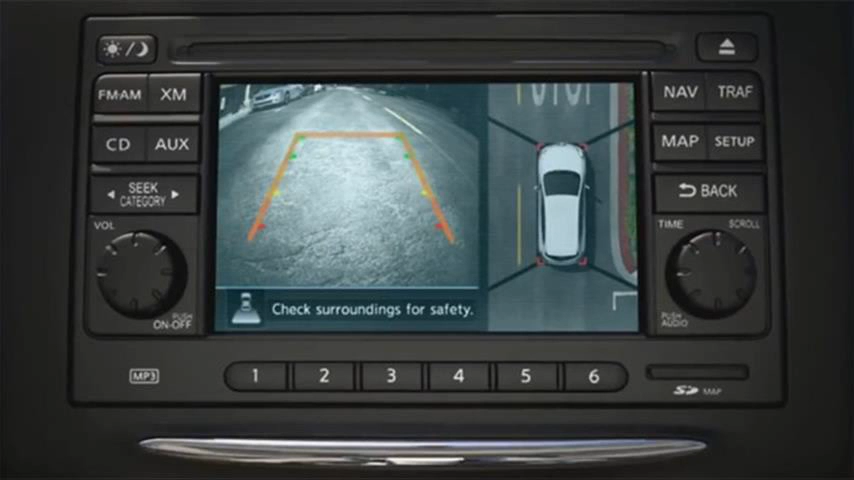 FM·AM XM
CD AUX
SEEK
CATEGORY
VOL
PUSH
ON-OFF
Check surroundings for safety.
NAV TRAF
MAP SETUP
BACK
TIME SCROLL
PUSH
AUDIO
MP3
1 2 3 4 5 6
SD MAP